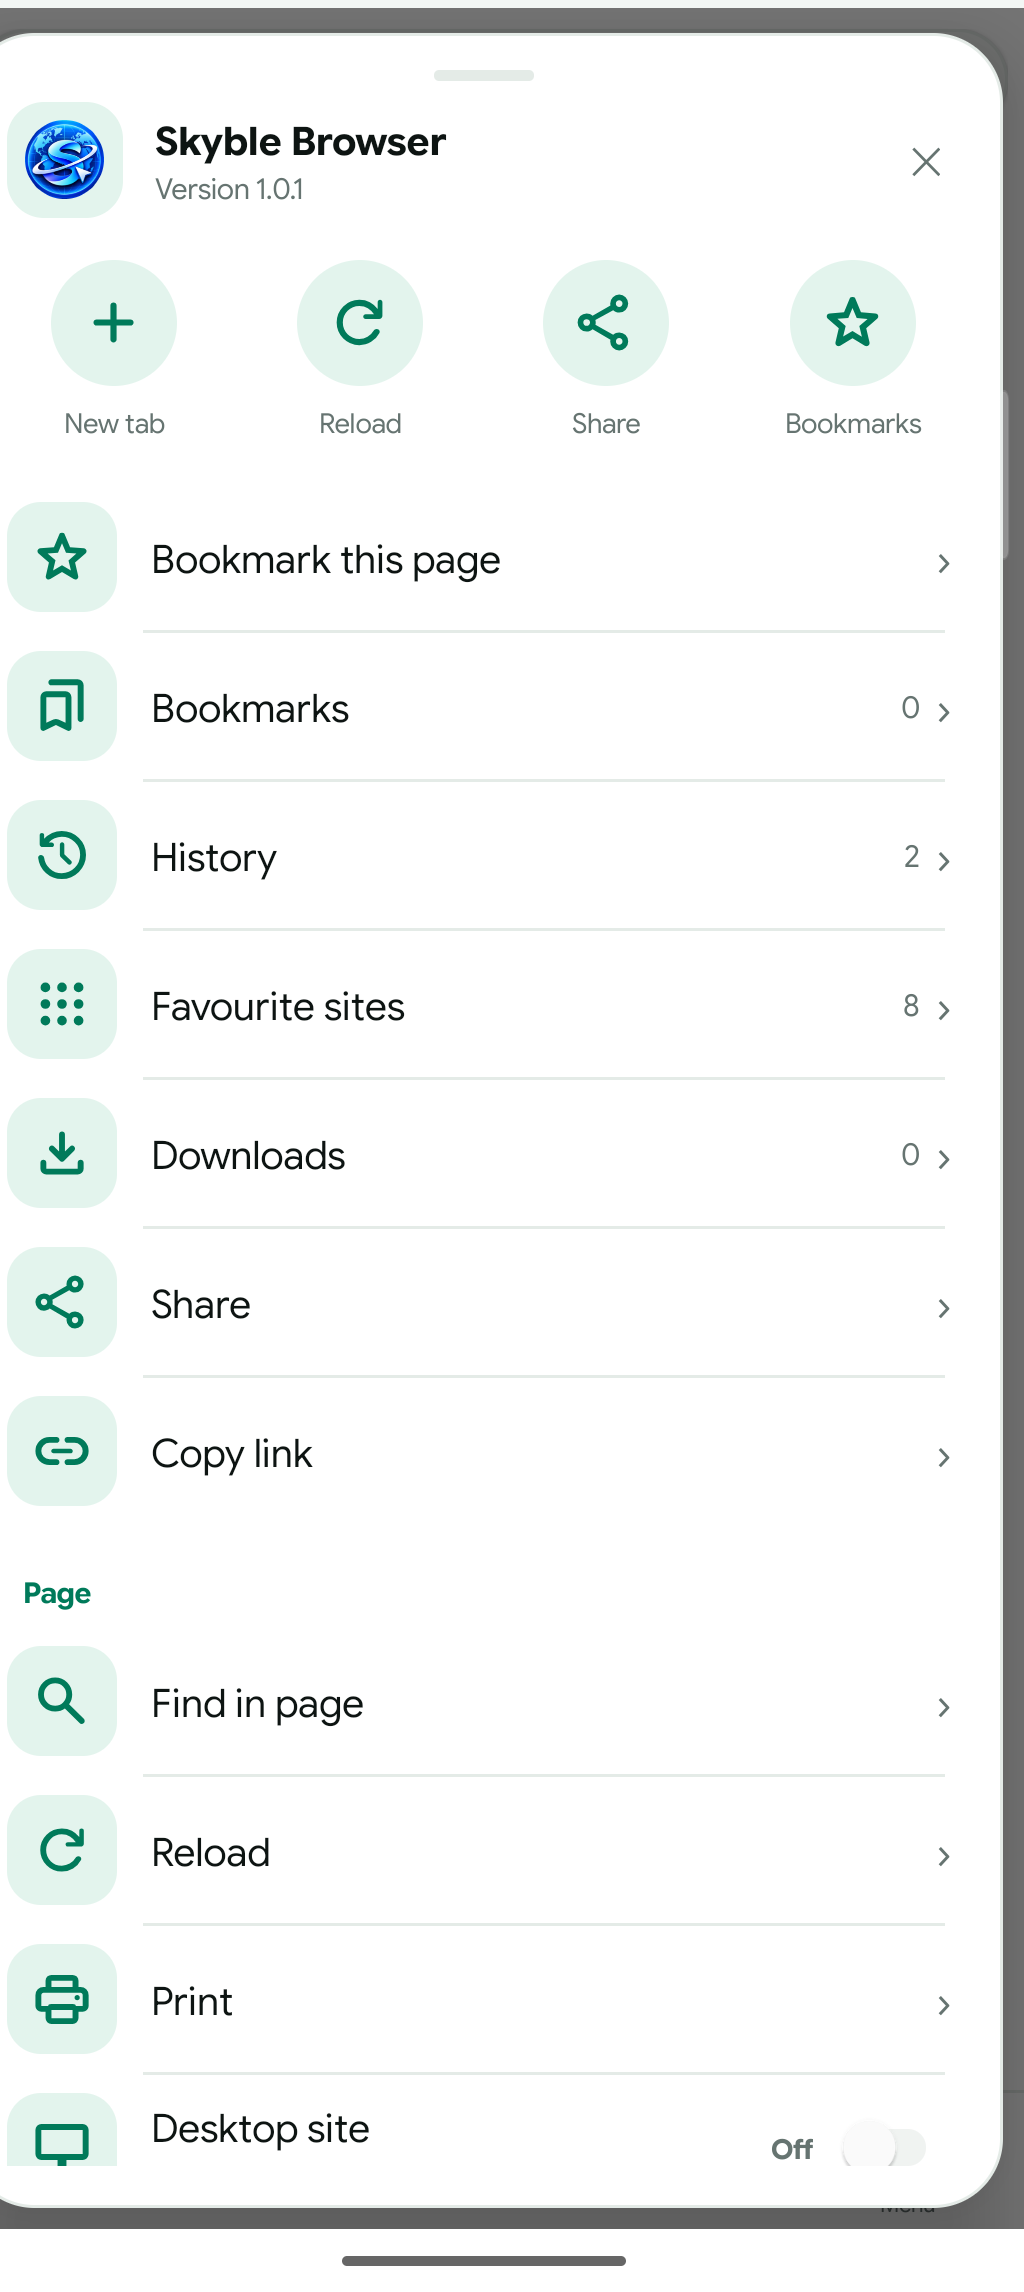 Skyble Browser
Version 1.0.1
New tab
Reload
Share
Bookmarks
Bookmark this page
Bookmarks 0
History 2
Favourite sites 8
Downloads 0
Share
Copy link
Page
Find in page
Reload
Print
Desktop site
Off